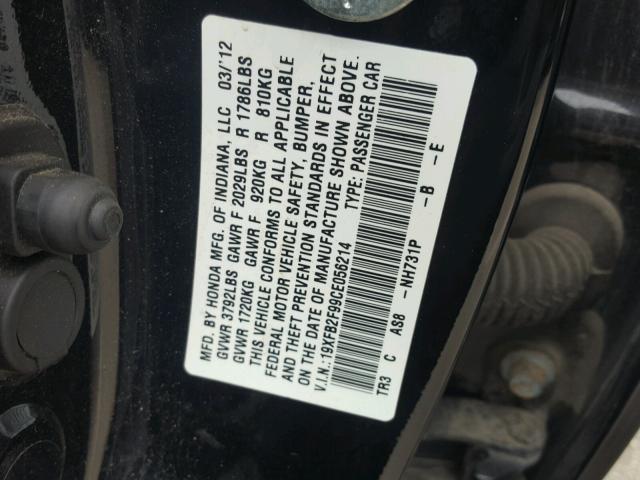 MFD. BY HONDA MFG. OF INDIANA, LLC 03/'12
GVWR 3792LBS GAWR F 2029LBS R 1786LBS
GVWR 1720KG GAWR F 920KG R 810KG
THIS VEHICLE CONFORMS TO ALL APPLICABLE
FEDERAL MOTOR VEHICLE SAFETY, BUMPER,
AND THEFT PREVENTION STANDARDS IN EFFECT
ON THE DATE OF MANUFACTURE SHOWN ABOVE.
V.I.N.: 19XFB2F99CE056214 TYPE: PASSENGER CAR
TR3 C AS8 -NH731P -B -E